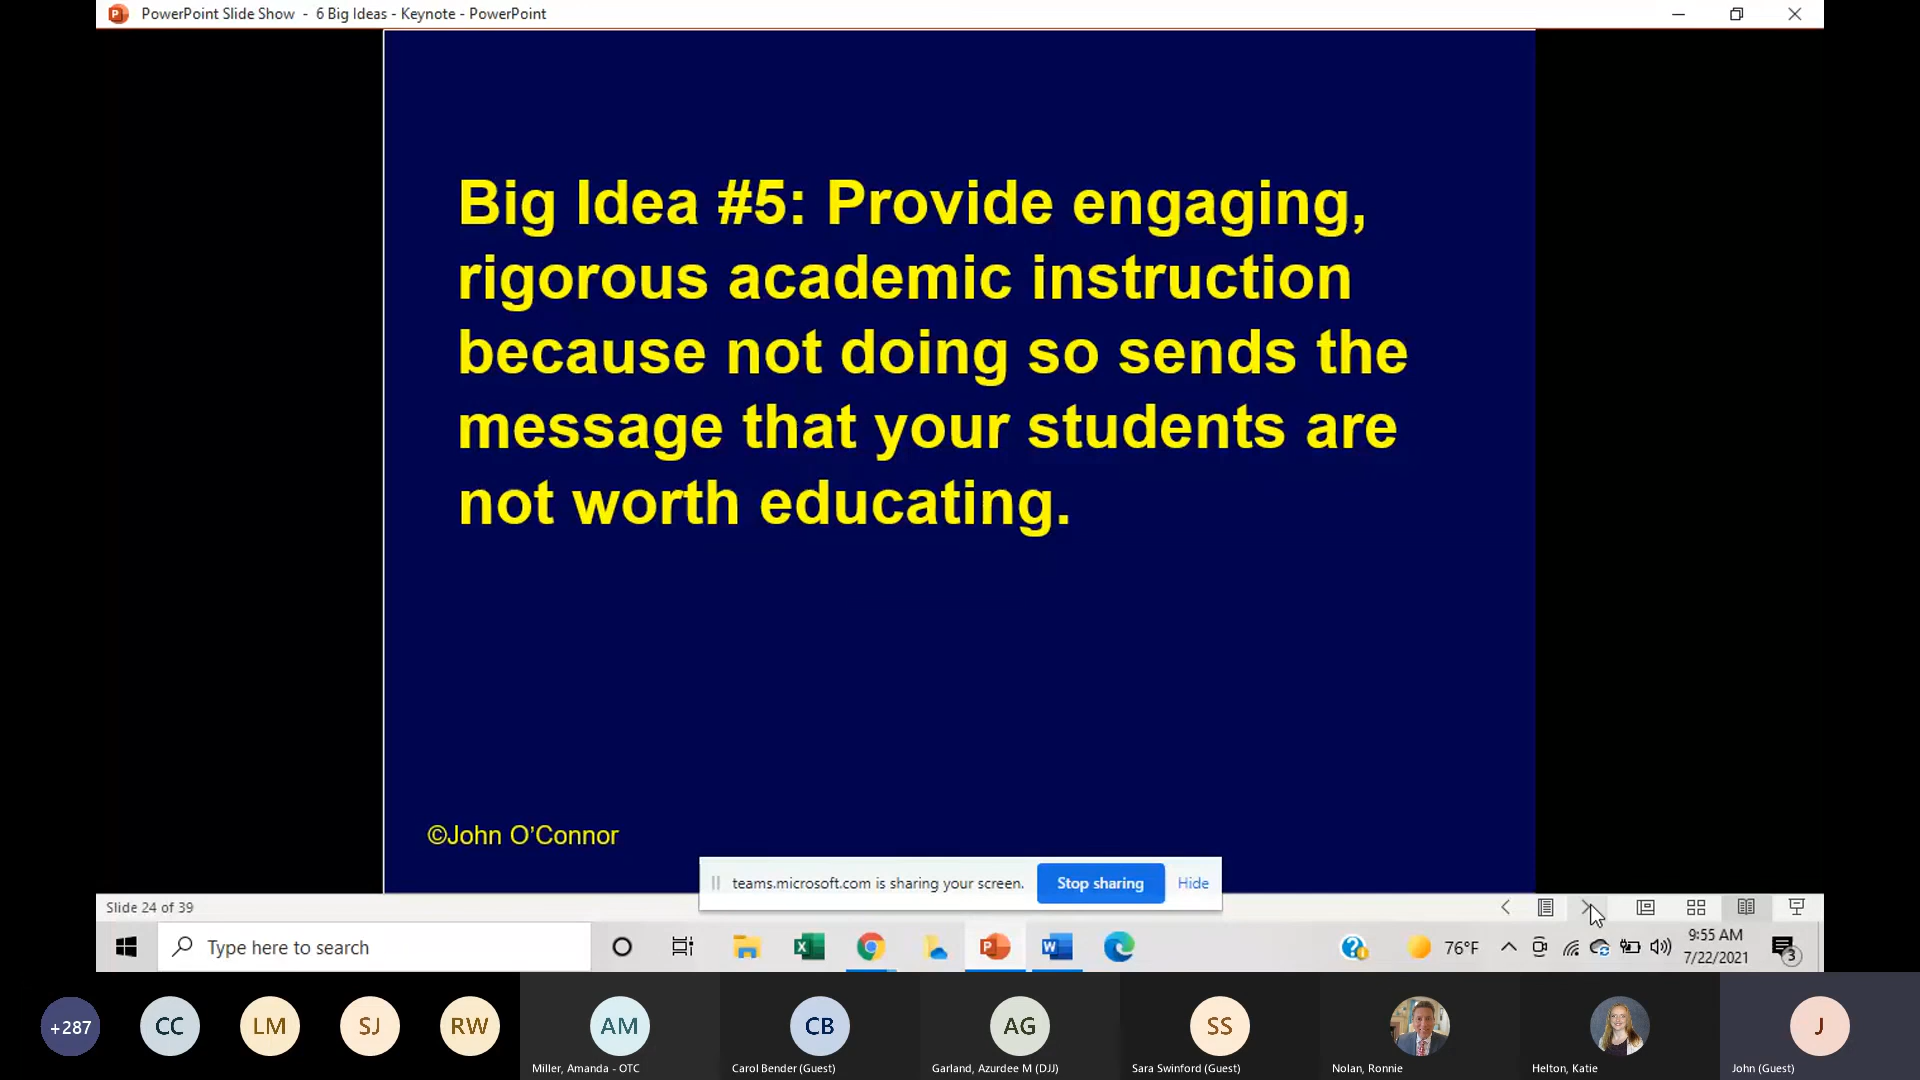 PowerPoint Slide Show - 6 Big Ideas - Keynote - PowerPoint
Big Idea #5: Provide engaging,
rigorous academic instruction
because not doing so sends the
message that your students are
not worth educating.
©John O’Connor
teams.microsoft.com is sharing your screen.
Stop sharing
Hide
Slide 24 of 39
Type here to search
76°F
9:55 AM
7/22/2021
3
+287
CC
LM
SJ
RW
AM
CB
AG
SS
J
Miller, Amanda - OTC
Carol Bender (Guest)
Garland, Azurdee M (DJJ)
Sara Swinford (Guest)
Nolan, Ronnie
Helton, Katie
John (Guest)